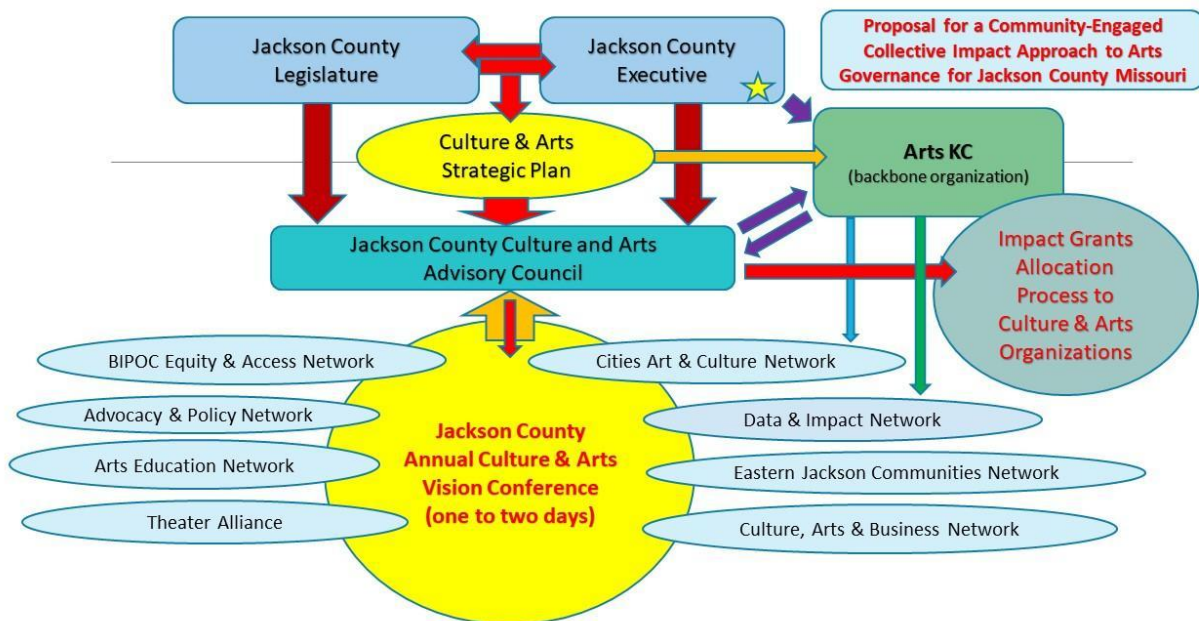 Jackson County
Legislature
Jackson County
Executive
Proposal for a Community-Engaged
Collective Impact Approach to Arts
Governance for Jackson County Missouri
Culture & Arts
Strategic Plan
Arts KC
(backbone organization)
Jackson County Culture and Arts
Advisory Council
Impact Grants
Allocation
Process to
Culture & Arts
Organizations
BIPOC Equity & Access Network
Cities Art & Culture Network
Advocacy & Policy Network
Data & Impact Network
Jackson County
Annual Culture & Arts
Vision Conference
(one to two days)
Arts Education Network
Eastern Jackson Communities Network
Theater Alliance
Culture, Arts & Business Network